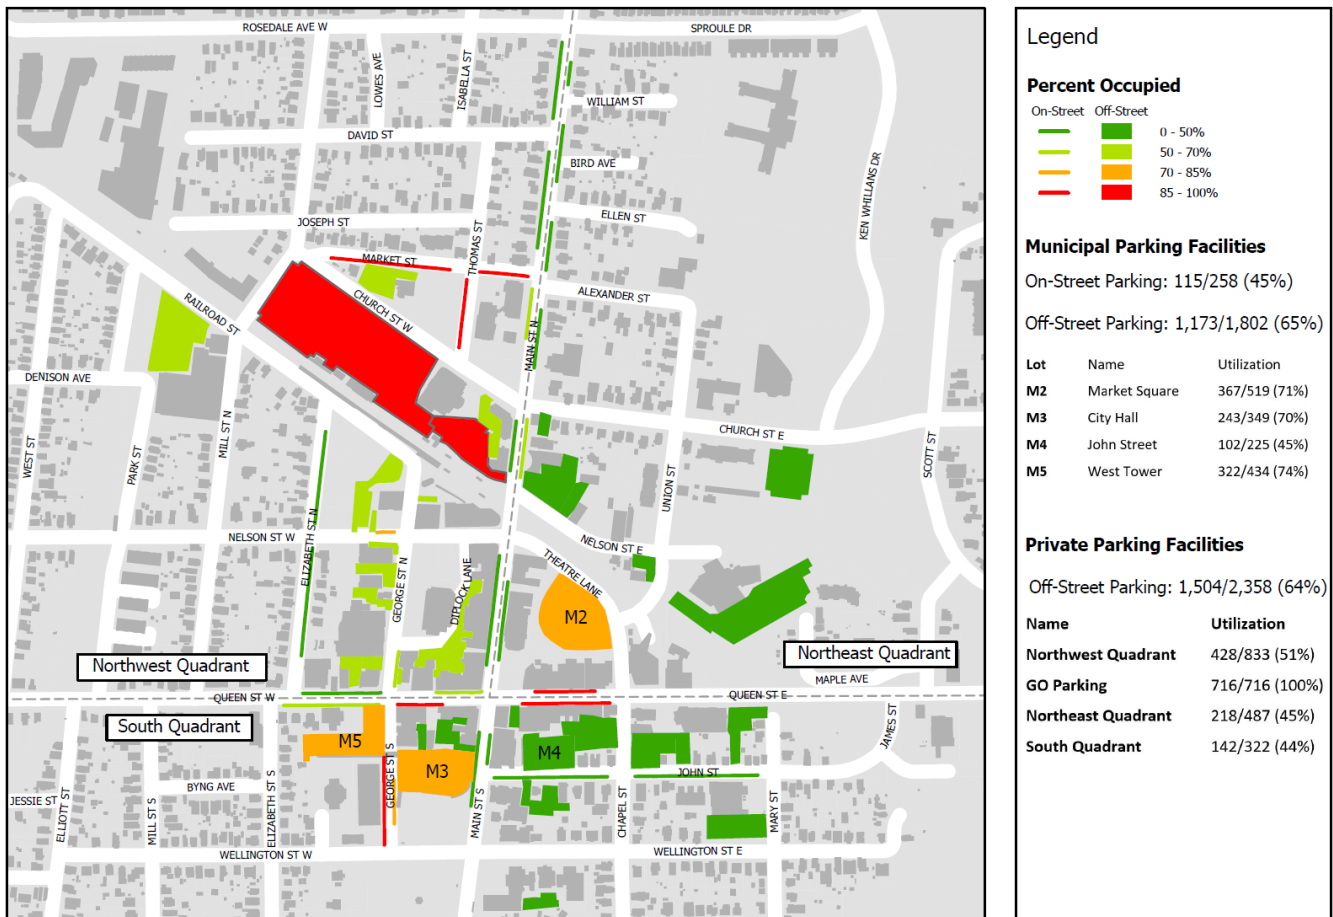 ROSEDALE AVE W
SPROULE DR
LOWES AVE
ISABELLA ST
WILLIAM ST
DAVID ST
BIRD AVE
KEN WHILLANS DR
JOSEPH ST
ELLEN ST
THOMAS ST
MARKET ST
RAILROAD ST
CHURCH ST W
ALEXANDER ST
MAIN ST N
DENISON AVE
MILL ST N
CHURCH ST E
WEST ST
PARK ST
SCOTT ST
UNION ST
NELSON ST W
ELIZABETH ST N
NELSON ST E
THEATRE LANE
GEORGE ST N
DIPLOCK LANE
M2
Northwest Quadrant
Northeast Quadrant
MAPLE AVE
QUEEN ST W
QUEEN ST E
South Quadrant
JAMES ST
M5
M4
M3
JOHN ST
GEORGE ST S
BYNG AVE
JESSIE ST
ELLIOTT ST
MILL ST S
ELIZABETH ST S
MAIN ST S
CHAPEL ST
MARY ST
WELLINGTON ST W
WELLINGTON ST E
Legend
Percent Occupied
On-Street Off-Street
0 - 50%
50 - 70%
70 - 85%
85 - 100%
Municipal Parking Facilities
On-Street Parking: 115/258 (45%)
Off-Street Parking: 1,173/1,802 (65%)
Lot Name Utilization
M2 Market Square 367/519 (71%)
M3 City Hall 243/349 (70%)
M4 John Street 102/225 (45%)
M5 West Tower 322/434 (74%)
Private Parking Facilities
Off-Street Parking: 1,504/2,358 (64%)
Name Utilization
Northwest Quadrant 428/833 (51%)
GO Parking 716/716 (100%)
Northeast Quadrant 218/487 (45%)
South Quadrant 142/322 (44%)